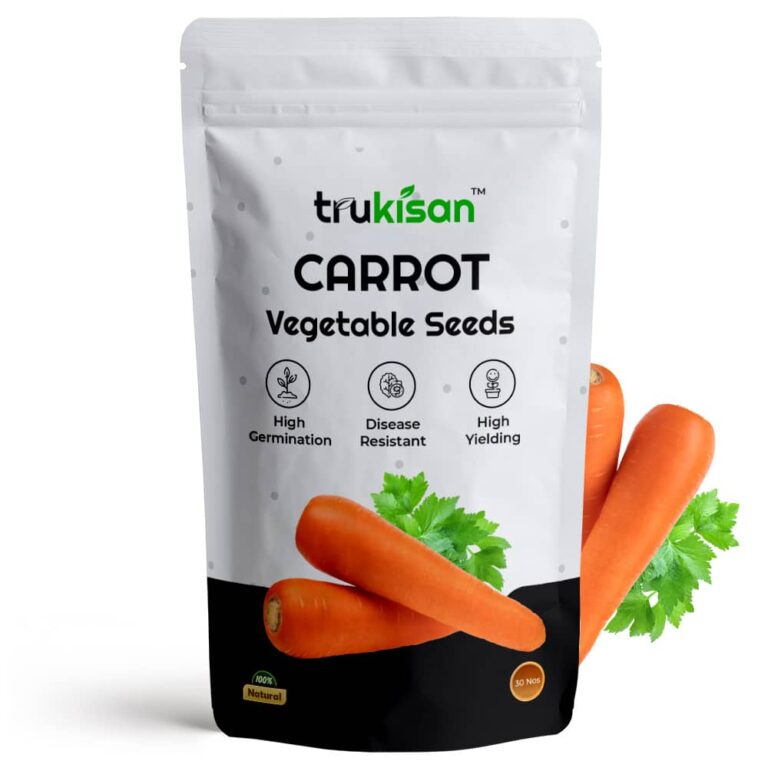 trukisan™
CARROT
Vegetable Seeds
High
Germination
Disease
Resistant
High
Yielding
100%
Natural
30 Nos